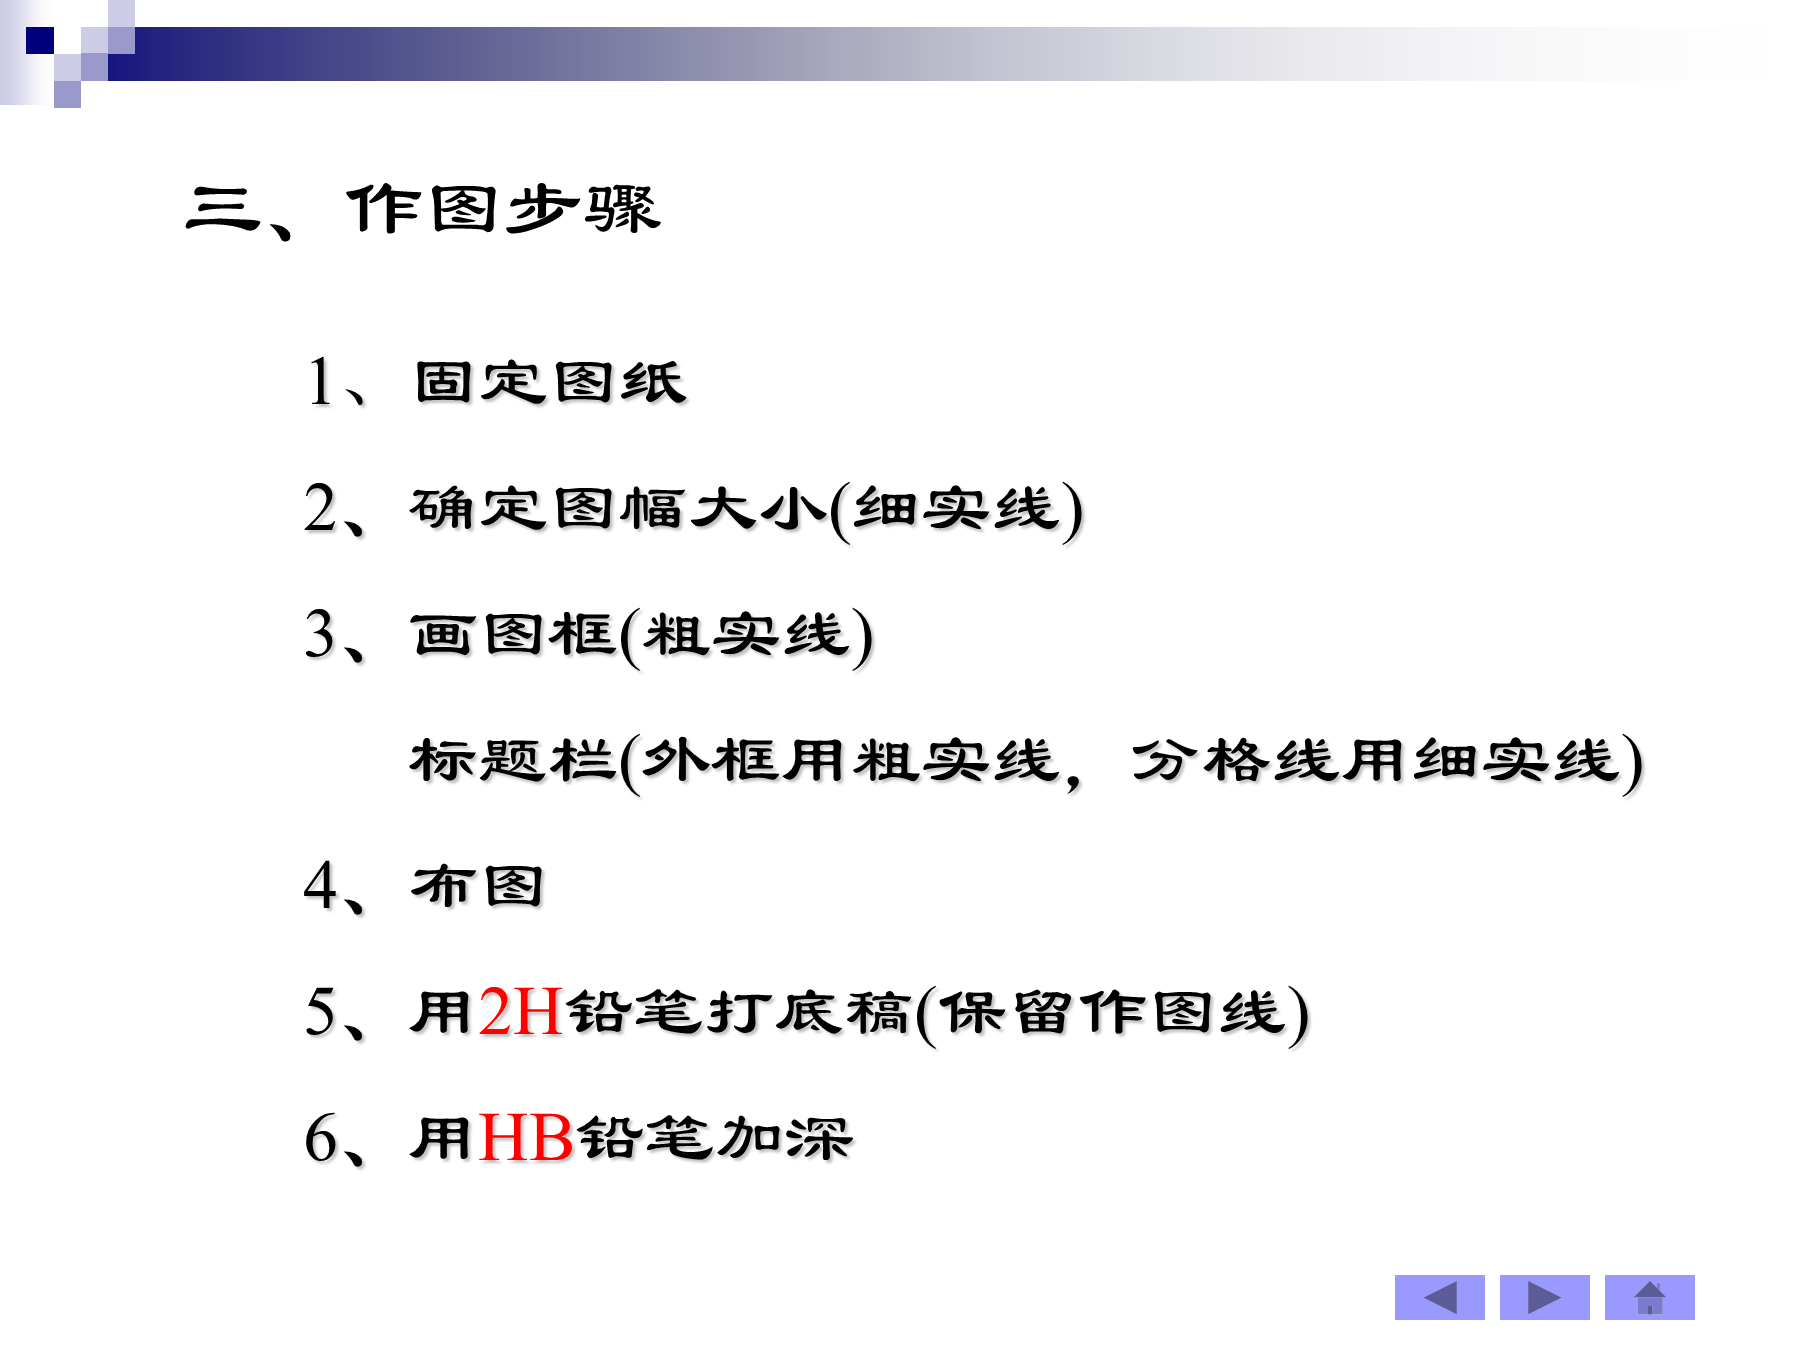 三、作图步骤
1、固定图纸
2、确定图幅大小(细实线)
3、画图框(粗实线)
标题栏(外框用粗实线，分格线用细实线)
4、布图
5、用2H铅笔打底稿(保留作图线)
6、用HB铅笔加深